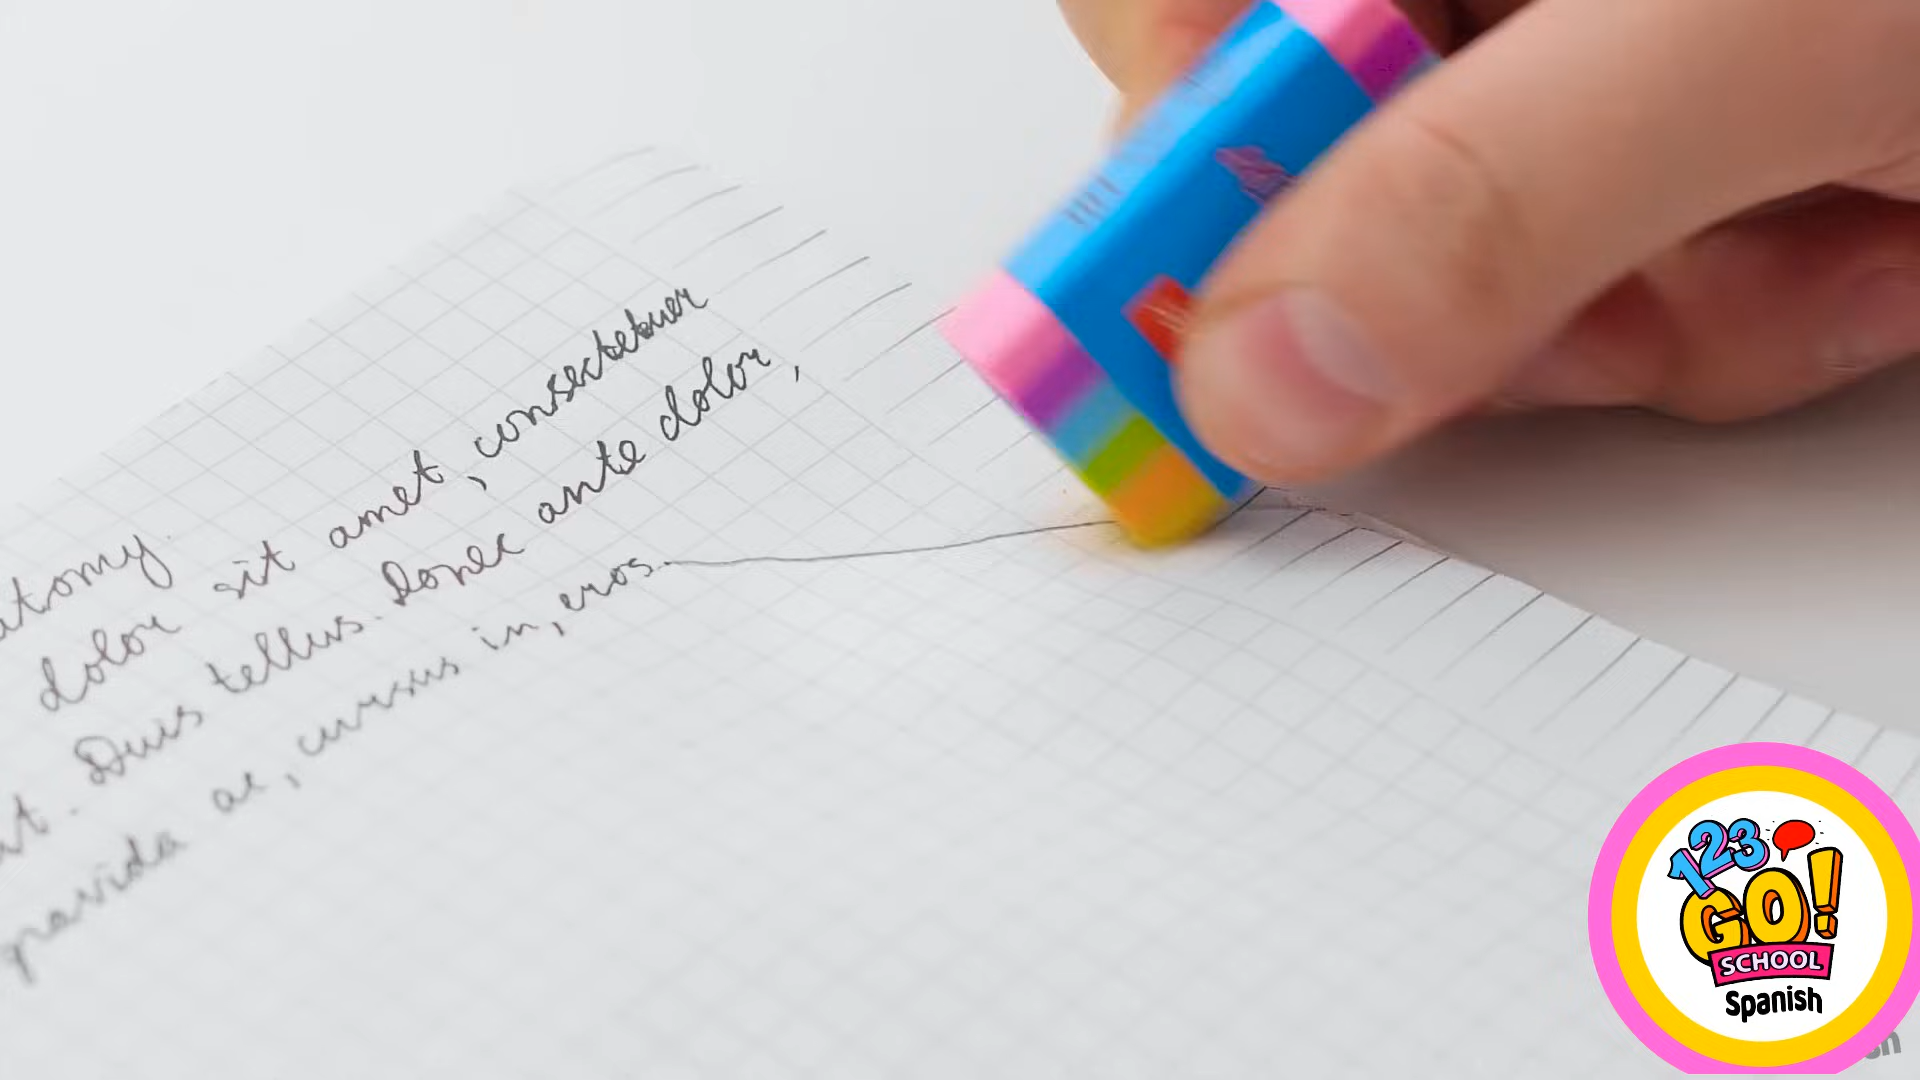 atomy.
dolor sit amet, consectetuer
at. Duis tellus. Donec ante dolor,
gravida ac, cursus in, eros.
123
GO!
SCHOOL
Spanish